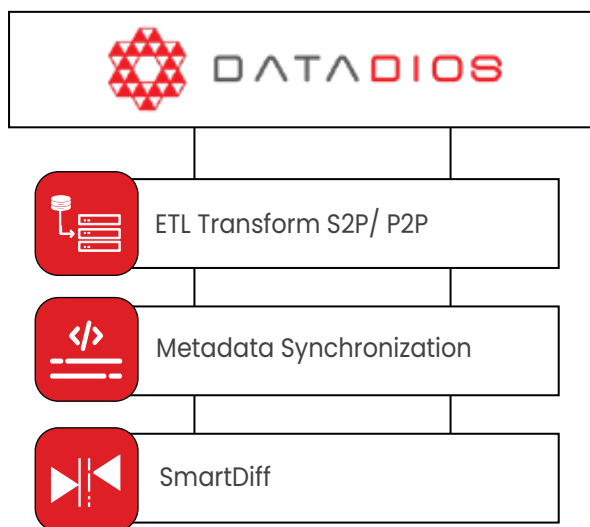 DATADIOS
ETL Transform S2P/ P2P
</>
Metadata Synchronization
SmartDiff